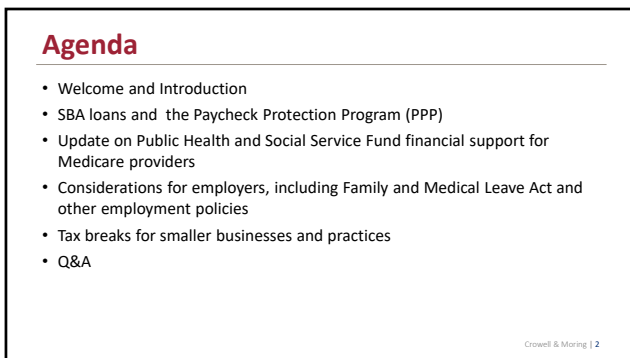 Agenda
• Welcome and Introduction
• SBA loans and  the Paycheck Protection Program (PPP)
• Update on Public Health and Social Service Fund financial support for
Medicare providers
• Considerations for employers, including Family and Medical Leave Act and
other employment policies
• Tax breaks for smaller businesses and practices
• Q&A
Crowell & Moring | 2